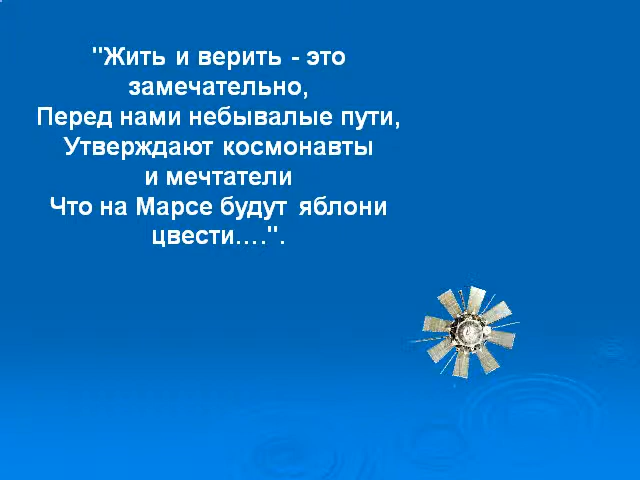 "Жить и верить - это
замечательно,
Перед нами небывалые пути,
Утверждают космонавты
и мечтатели
Что на Марсе будут яблони
цвести….".